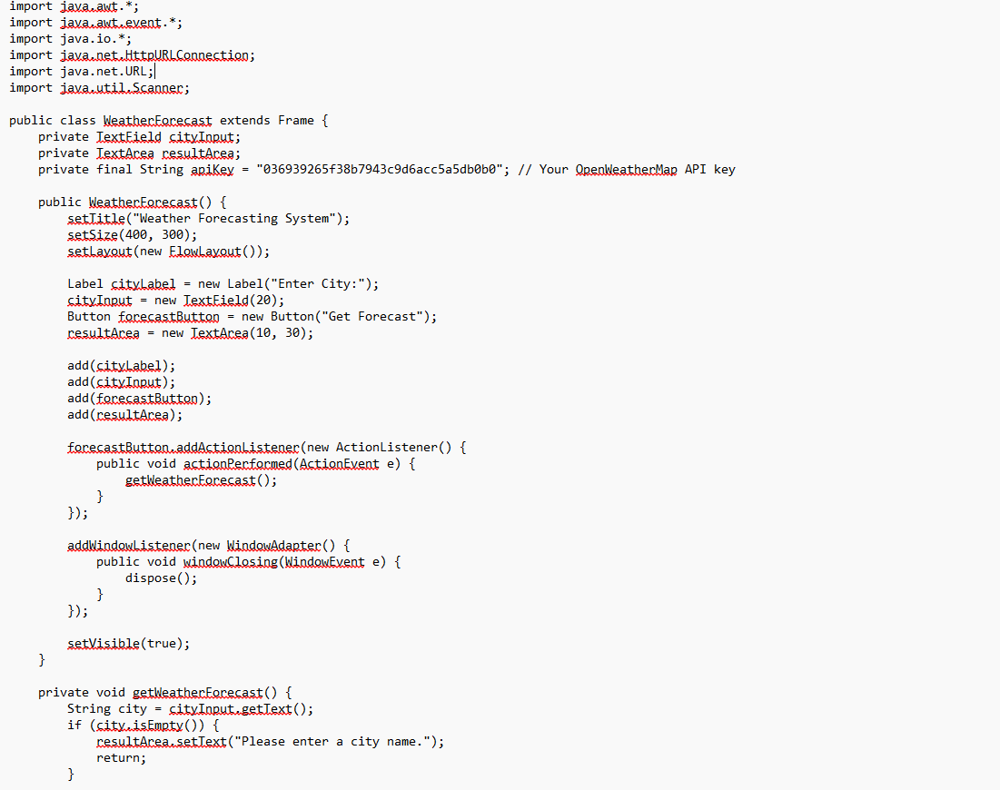 import java.awt.*;
import java.awt.event.*;
import java.io.*;
import java.net.HttpURLConnection;
import java.net.URL;
import java.util.Scanner;

public class WeatherForecast extends Frame {
    private TextField cityInput;
    private TextArea resultArea;
    private final String apiKey = "036939265f38b7943c9d6acc5a5db0b0"; // Your OpenWeatherMap API key

    public WeatherForecast() {
        setTitle("Weather Forecasting System");
        setSize(400, 300);
        setLayout(new FlowLayout());

        Label cityLabel = new Label("Enter City:");
        cityInput = new TextField(20);
        Button forecastButton = new Button("Get Forecast");
        resultArea = new TextArea(10, 30);

        add(cityLabel);
        add(cityInput);
        add(forecastButton);
        add(resultArea);

        forecastButton.addActionListener(new ActionListener() {
            public void actionPerformed(ActionEvent e) {
                getWeatherForecast();
            }
        });

        addWindowListener(new WindowAdapter() {
            public void windowClosing(WindowEvent e) {
                dispose();
            }
        });

        setVisible(true);
    }

    private void getWeatherForecast() {
        String city = cityInput.getText();
        if (city.isEmpty()) {
            resultArea.setText("Please enter a city name.");
            return;
        }